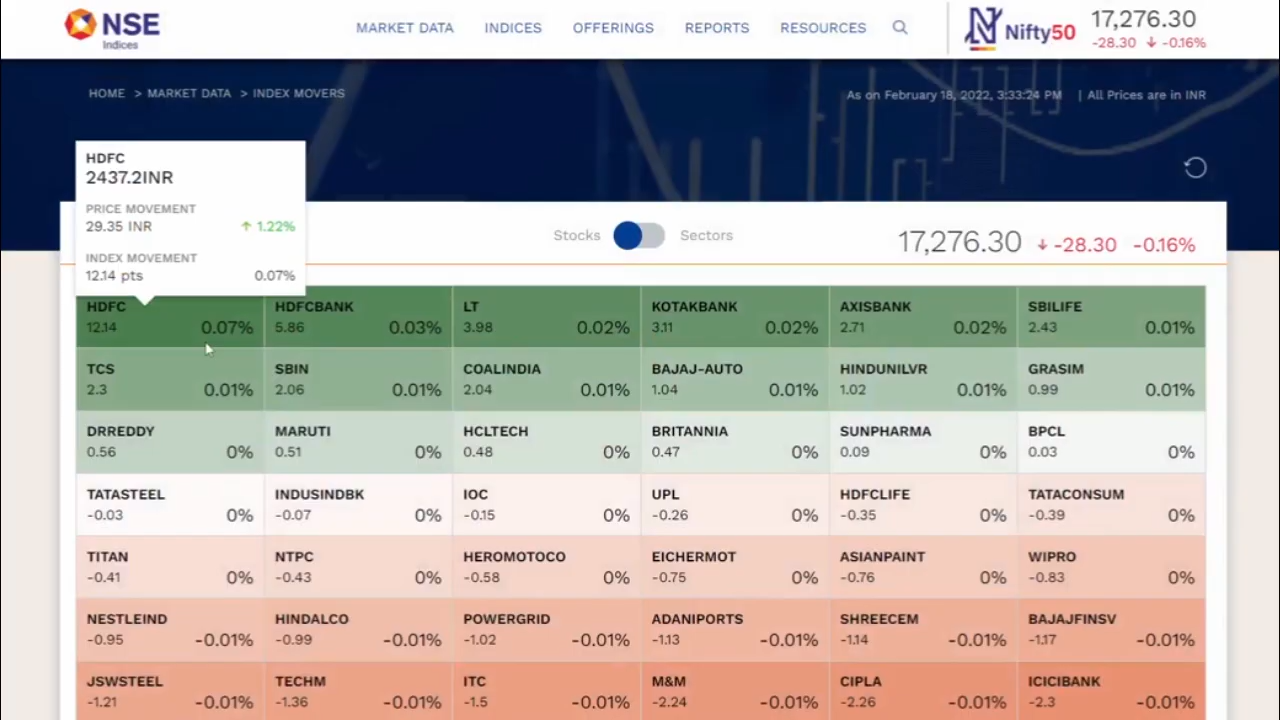 NSE
Indices
MARKET DATA INDICES OFFERINGS REPORTS RESOURCES
Nifty50
17,276.30
-28.30 ↓ -0.16%
HOME > MARKET DATA > INDEX MOVERS
As on February 18, 2022, 3:33:24 PM | All Prices are in INR
HDFC
2437.2INR
PRICE MOVEMENT
29.35 INR ↑ 1.22%
INDEX MOVEMENT
12.14 pts 0.07%
Stocks Sectors
17,276.30 ↓ -28.30 -0.16%
HDFC HDFCBANK LT KOTAKBANK AXISBANK SBILIFE
12.14 0.07% 5.86 0.03% 3.98 0.02% 3.11 0.02% 2.71 0.02% 2.43 0.01%
TCS SBIN COALINDIA BAJAJ-AUTO HINDUNILVR GRASIM
2.3 0.01% 2.06 0.01% 2.04 0.01% 1.04 0.01% 1.02 0.01% 0.99 0.01%
DRREDDY MARUTI HCLTECH BRITANNIA SUNPHARMA BPCL
0.56 0% 0.51 0% 0.48 0% 0.47 0% 0.09 0% 0.03 0%
TATASTEEL INDUSINDBK IOC UPL HDFCLIFE TATACONSUM
-0.03 0% -0.07 0% -0.15 0% -0.26 0% -0.35 0% -0.39 0%
TITAN NTPC HEROMOTOCO EICHERMOT ASIANPAINT WIPRO
-0.41 0% -0.43 0% -0.58 0% -0.75 0% -0.76 0% -0.83 0%
NESTLEIND HINDALCO POWERGRID ADANIPORTS SHREECEM BAJAJFINSV
-0.95 -0.01% -0.99 -0.01% -1.02 -0.01% -1.13 -0.01% -1.14 -0.01% -1.17 -0.01%
JSWSTEEL TECHM ITC M&M CIPLA ICICIBANK
-1.21 -0.01% -1.36 -0.01% -1.5 -0.01% -2.24 -0.01% -2.26 -0.01% -2.3 -0.01%